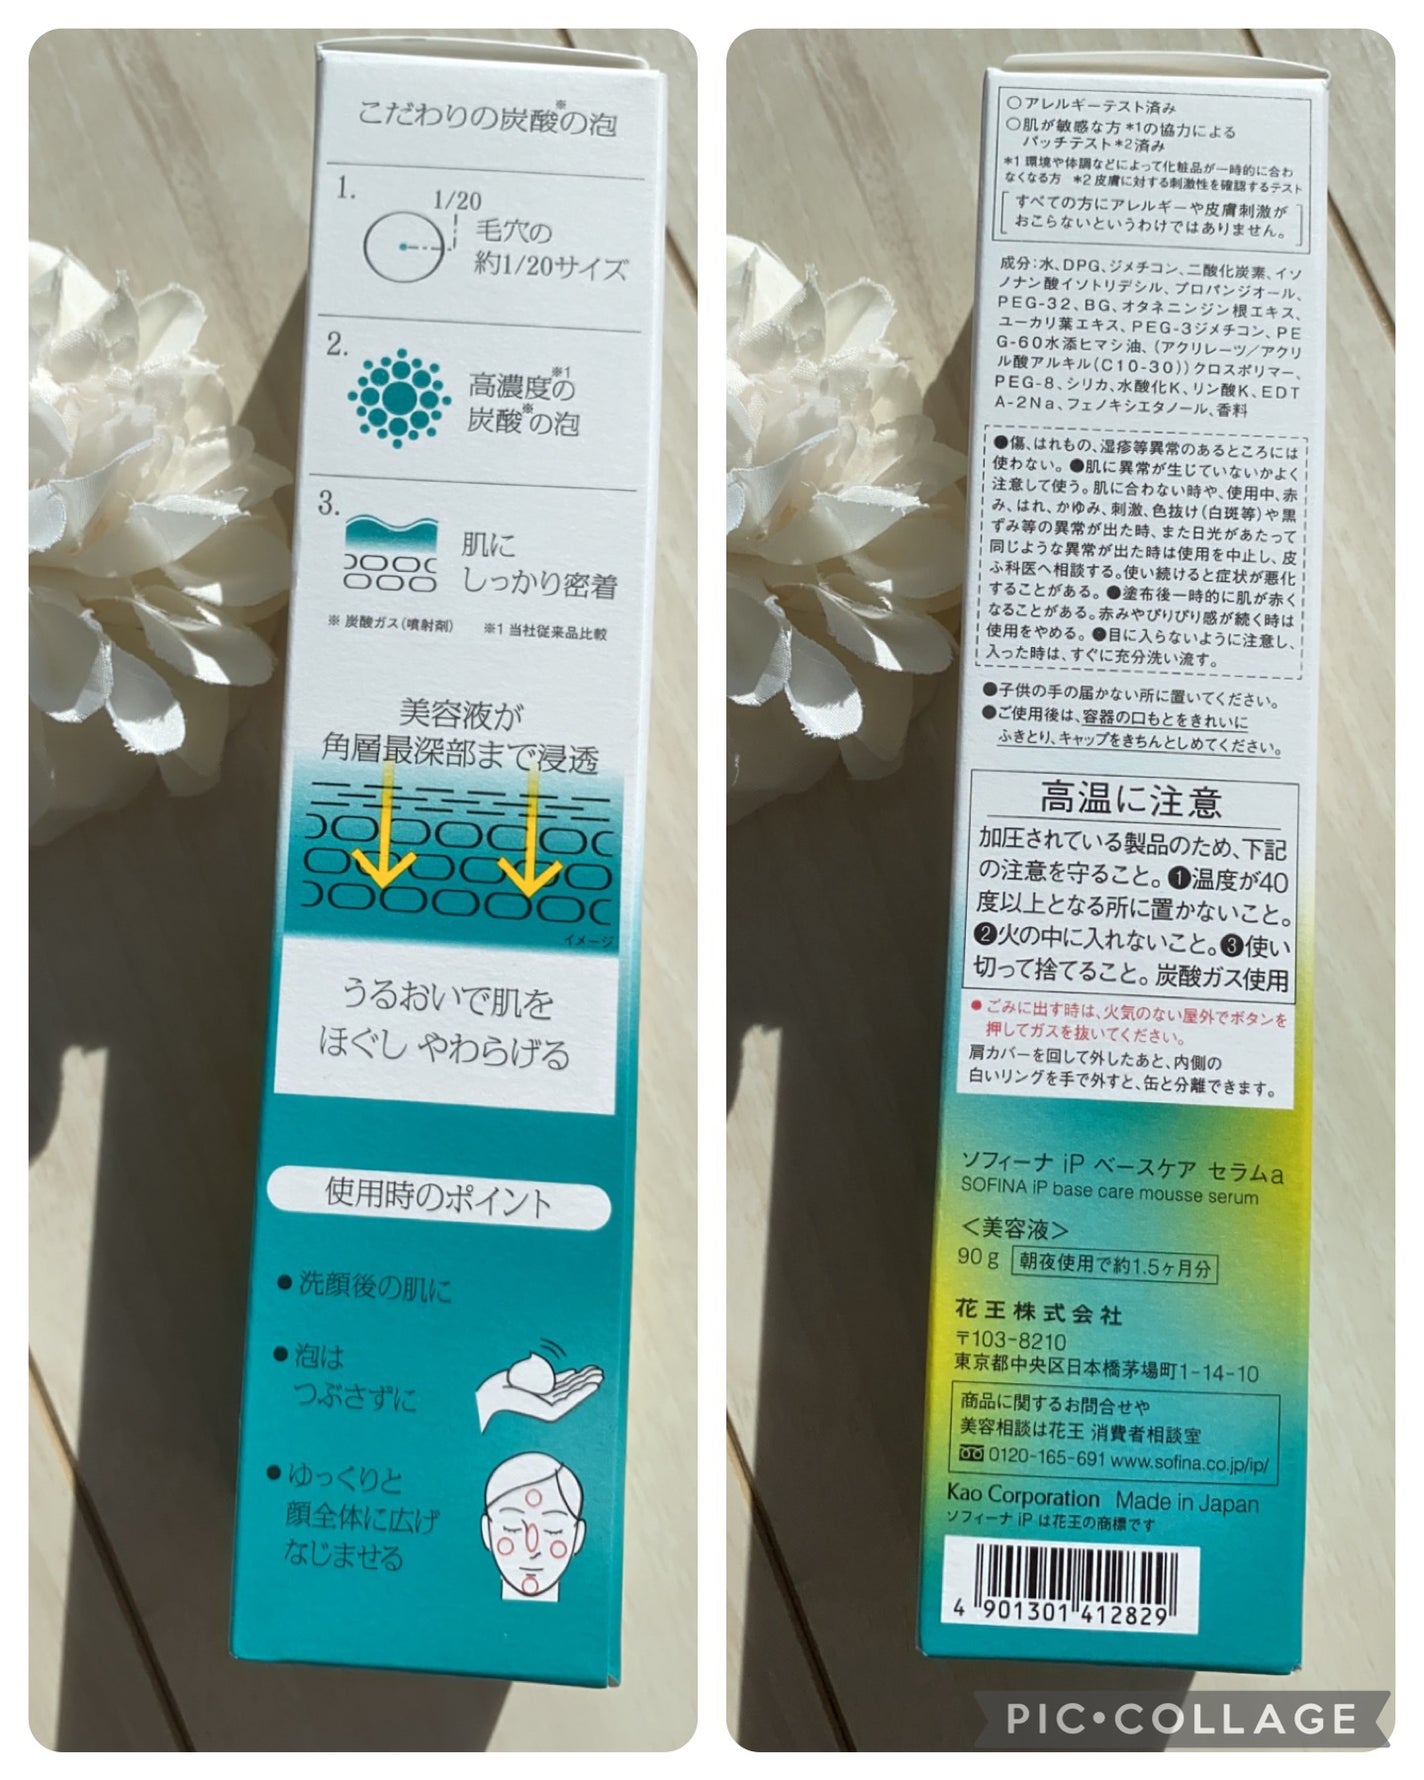 こだわりの炭酸※の泡
1.
1/20
毛穴の
約1/20サイズ
2.
高濃度※1の
炭酸※の泡
3.
肌に
しっかり密着
※ 炭酸ガス(噴射剤) ※1 当社従来品比較
美容液が
角層最深部まで浸透
イメージ
うるおいで肌を
ほぐし やわらげる
使用時のポイント
●洗顔後の肌に
●泡は
つぶさずに
●ゆっくりと
顔全体に広げ
なじませる
○アレルギーテスト済み
○肌が敏感な方*1の協力による
パッチテスト*2済み
*1 環境や体調などによって化粧品が一時的に合わ
なくなる方 *2 皮膚に対する刺激性を確認するテスト
すべての方にアレルギーや皮膚刺激が
おこらないというわけではありません。
成分:水、DPG、ジメチコン、二酸化炭素、イソ
ノナン酸イソトリデシル、プロパンジオール、
PEG-32、BG、オタネニンジン根エキス、
ユーカリ葉エキス、PEG-3ジメチコン、PE
G-60水添ヒマシ油、(アクリレーツ/アクリ
ル酸アルキル(C10-30))クロスポリマー、
PEG-8、シリカ、水酸化K、リン酸K、EDT
A-2Na、フェノキシエタノール、香料
●傷、はれもの、湿疹等異常のあるところには
使わない。●肌に異常が生じていないかよく
注意して使う。肌に合わない時や、使用中、赤
み、はれ、かゆみ、刺激、色抜け(白斑等)や黒
ずみ等の異常が出た時、また日光があたって
同じような異常が出た時は使用を中止し、皮
ふ科医へ相談する。使い続けると症状が悪化
することがある。●塗布後一時的に肌が赤く
なることがある。赤みやぴりぴり感が続く時は
使用をやめる。●目に入らないように注意し、
入った時は、すぐに充分洗い流す。
●子供の手の届かない所に置いてください。
●ご使用後は、容器の口もとをきれいに
ふきとり、キャップをきちんとしめてください。
高温に注意
加圧されている製品のため、下記
の注意を守ること。❶温度が40
度以上となる所に置かないこと。
❷火の中に入れないこと。❸使い
切って捨てること。炭酸ガス使用
●ごみに出す時は、火気のない屋外でボタンを
押してガスを抜いてください。
肩カバーを回して外したあと、内側の
白いリングを手で外すと、缶と分離できます。
ソフィーナ iP ベースケア セラムa
SOFINA iP base care mousse serum
<美容液>
90g 朝夜使用で約1.5ヶ月分
花王株式会社
〒103-8210
東京都中央区日本橋茅場町1-14-10
商品に関するお問合せや
美容相談は花王 消費者相談室
0120-165-691 www.sofina.co.jp/ip/
Kao Corporation Made in Japan
ソフィーナ iP は花王の商標です
4 901301 412829
PIC•COLLAGE